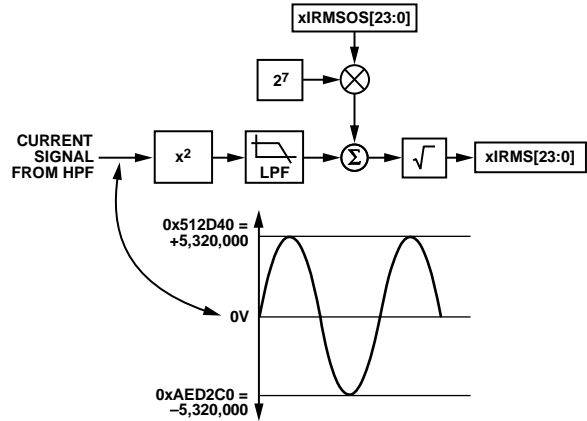 xIRMSOS[23:0]
2⁷
CURRENT
SIGNAL
FROM HPF
x²
LPF
Σ
√
xIRMS[23:0]
0x512D40 =
+5,320,000
0V
0xAED2C0 =
–5,320,000